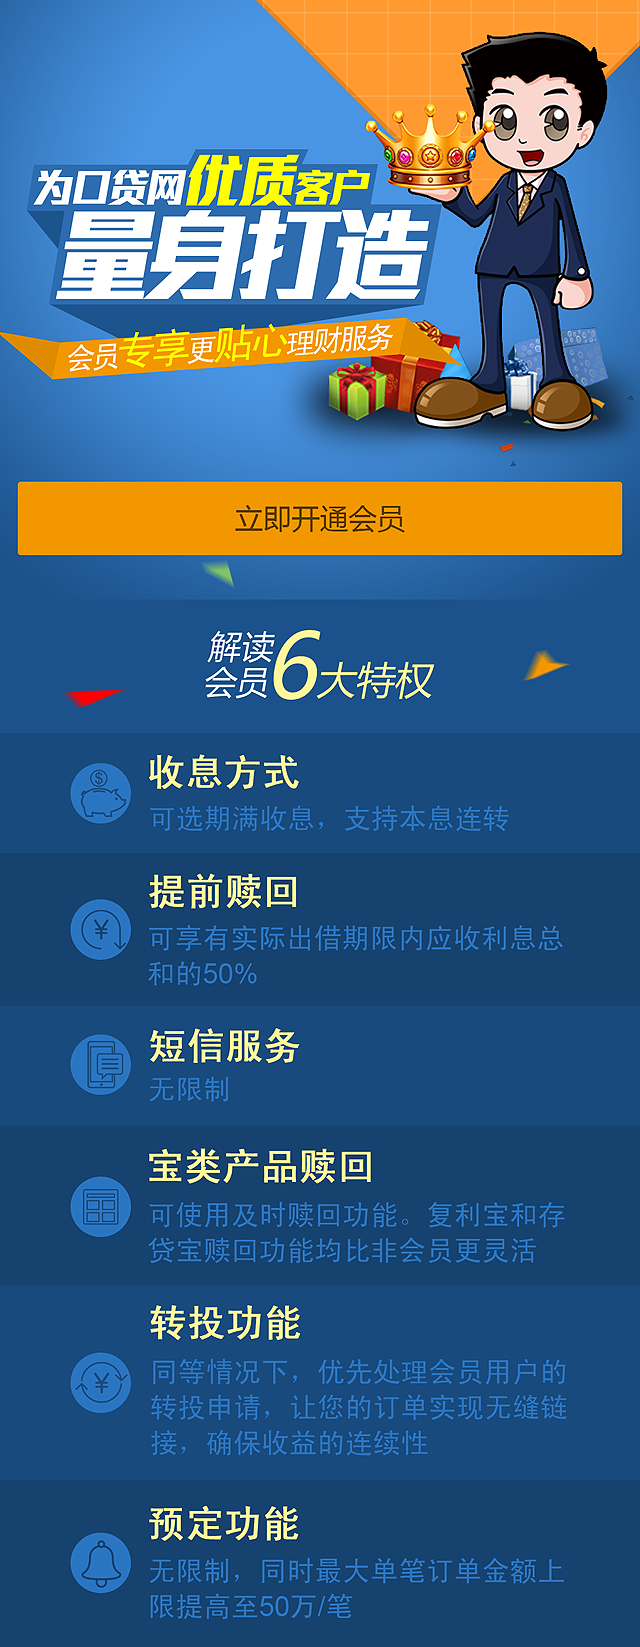 为口贷网优质客户
量身打造
会员专享更贴心理财服务
立即开通会员
解读
会员6大特权
收息方式
可选期满收息，支持本息连转
提前赎回
可享有实际出借期限内应收利息总
和的50%
短信服务
无限制
宝类产品赎回
可使用及时赎回功能。复利宝和存
贷宝赎回功能均比非会员更灵活
转投功能
同等情况下，优先处理会员用户的
转投申请，让您的订单实现无缝链
接，确保收益的连续性
预定功能
无限制，同时最大单笔订单金额上
限提高至50万/笔